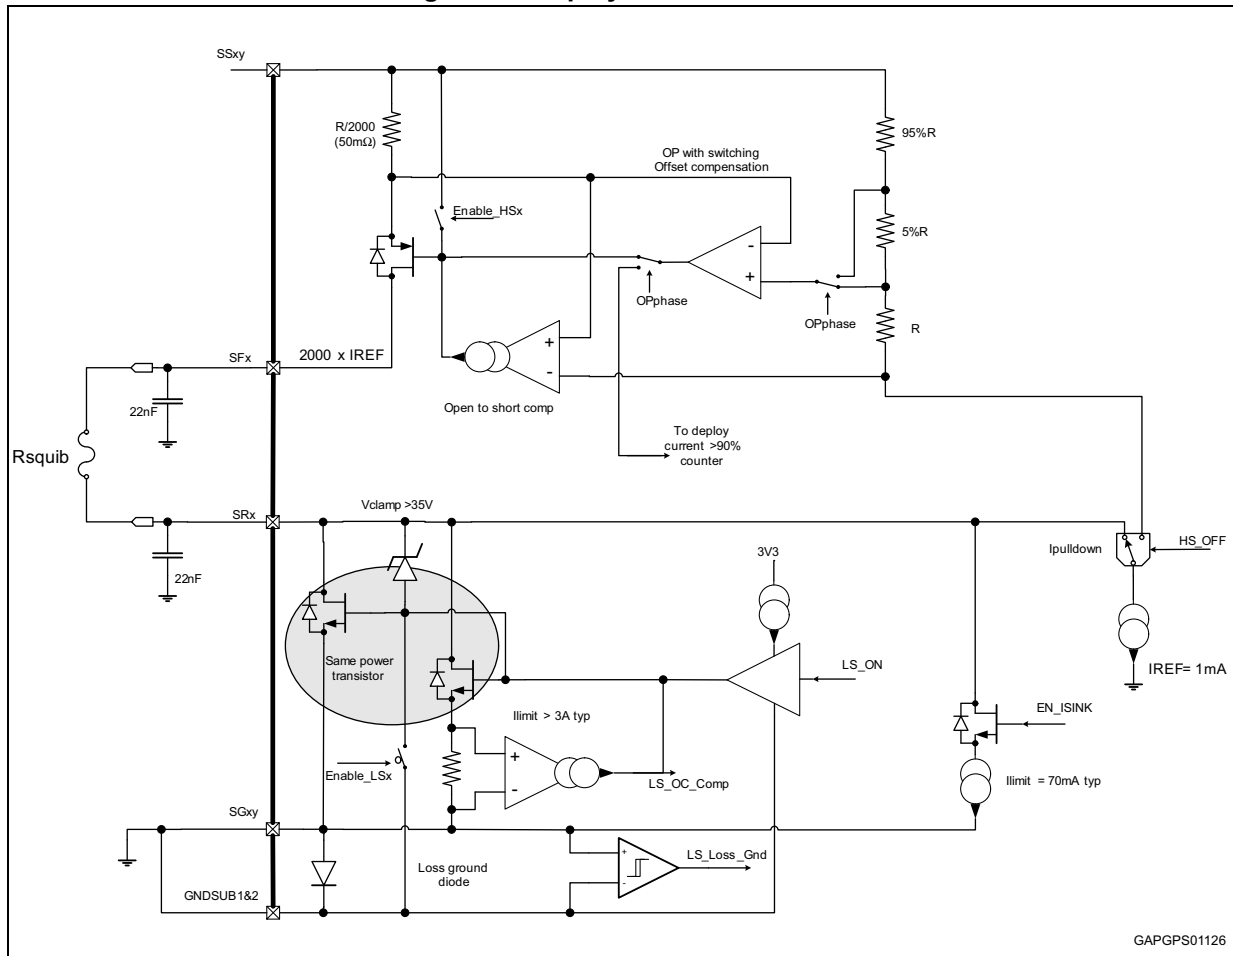 SSxy
R/2000
(50mΩ)
95%R
OP with switching
Offset compensation
Enable_HSx
5%R
-
+
OPphase
OPphase
R
SFx
2000 x IREF
+
-
22nF
Open to short comp
To deploy
current >90%
counter
Rsquib
Vclamp >35V
SRx
3V3
Ipulldown
HS_OFF
22nF
Same power
transistor
LS_ON
IREF= 1mA
Ilimit > 3A typ
EN_ISINK
+
-
Enable_LSx
LS_OC_Comp
Ilimit = 70mA typ
SGxy
+
-
LS_Loss_Gnd
Loss ground
diode
GNDSUB1&2
GAPGPS01126